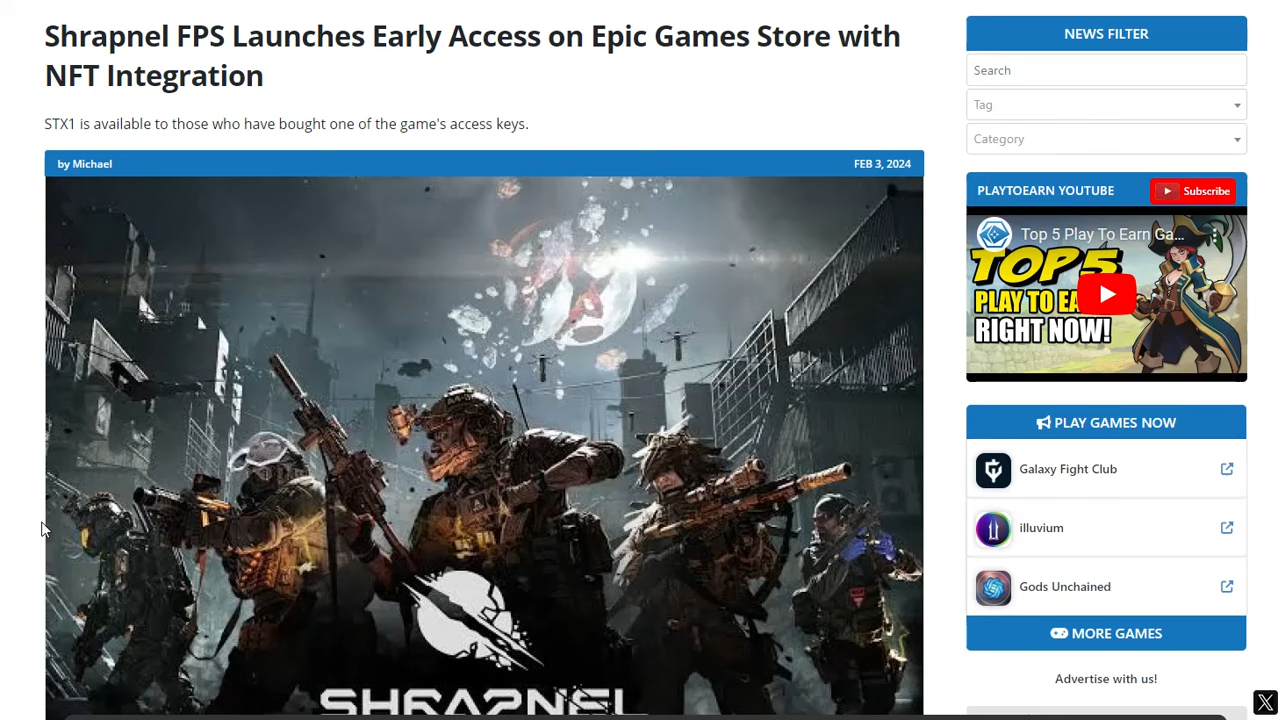 Shrapnel FPS Launches Early Access on Epic Games Store with
NFT Integration
STX1 is available to those who have bought one of the game's access keys.
by Michael
FEB 3, 2024
SHRAPNEL
NEWS FILTER
Search
Tag
Category
PLAYTOEARN YOUTUBE
Subscribe
Top 5 Play To Earn Ga...
TOP 5
PLAY TO EA
RIGHT NOW!
PLAY GAMES NOW
Galaxy Fight Club
illuvium
Gods Unchained
MORE GAMES
Advertise with us!